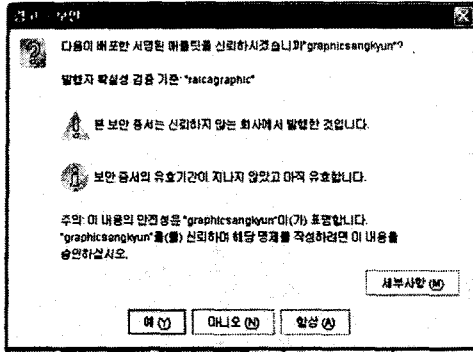 경고 - 보안
다음이 배포한 서명된 애플릿을 신뢰하시겠습니까"graphicsangkyun"?
발행자 확실성 검증 기준: "raicagraphic"
본 보안 증서는 신뢰하지 않는 회사에서 발행한 것입니다.
보안 증서의 유효기간이 지나지 않았고 아직 유효합니다.
주의: 이 내용의 안전성은 "graphicsangkyun"이(가) 표명합니다.
"graphicsangkyun"을(를) 신뢰하여 해당 명제를 작성하려면 이 내용을
승인하십시오.
세부사항 (M)
예 (Y)
아니오 (N)
항상 (A)